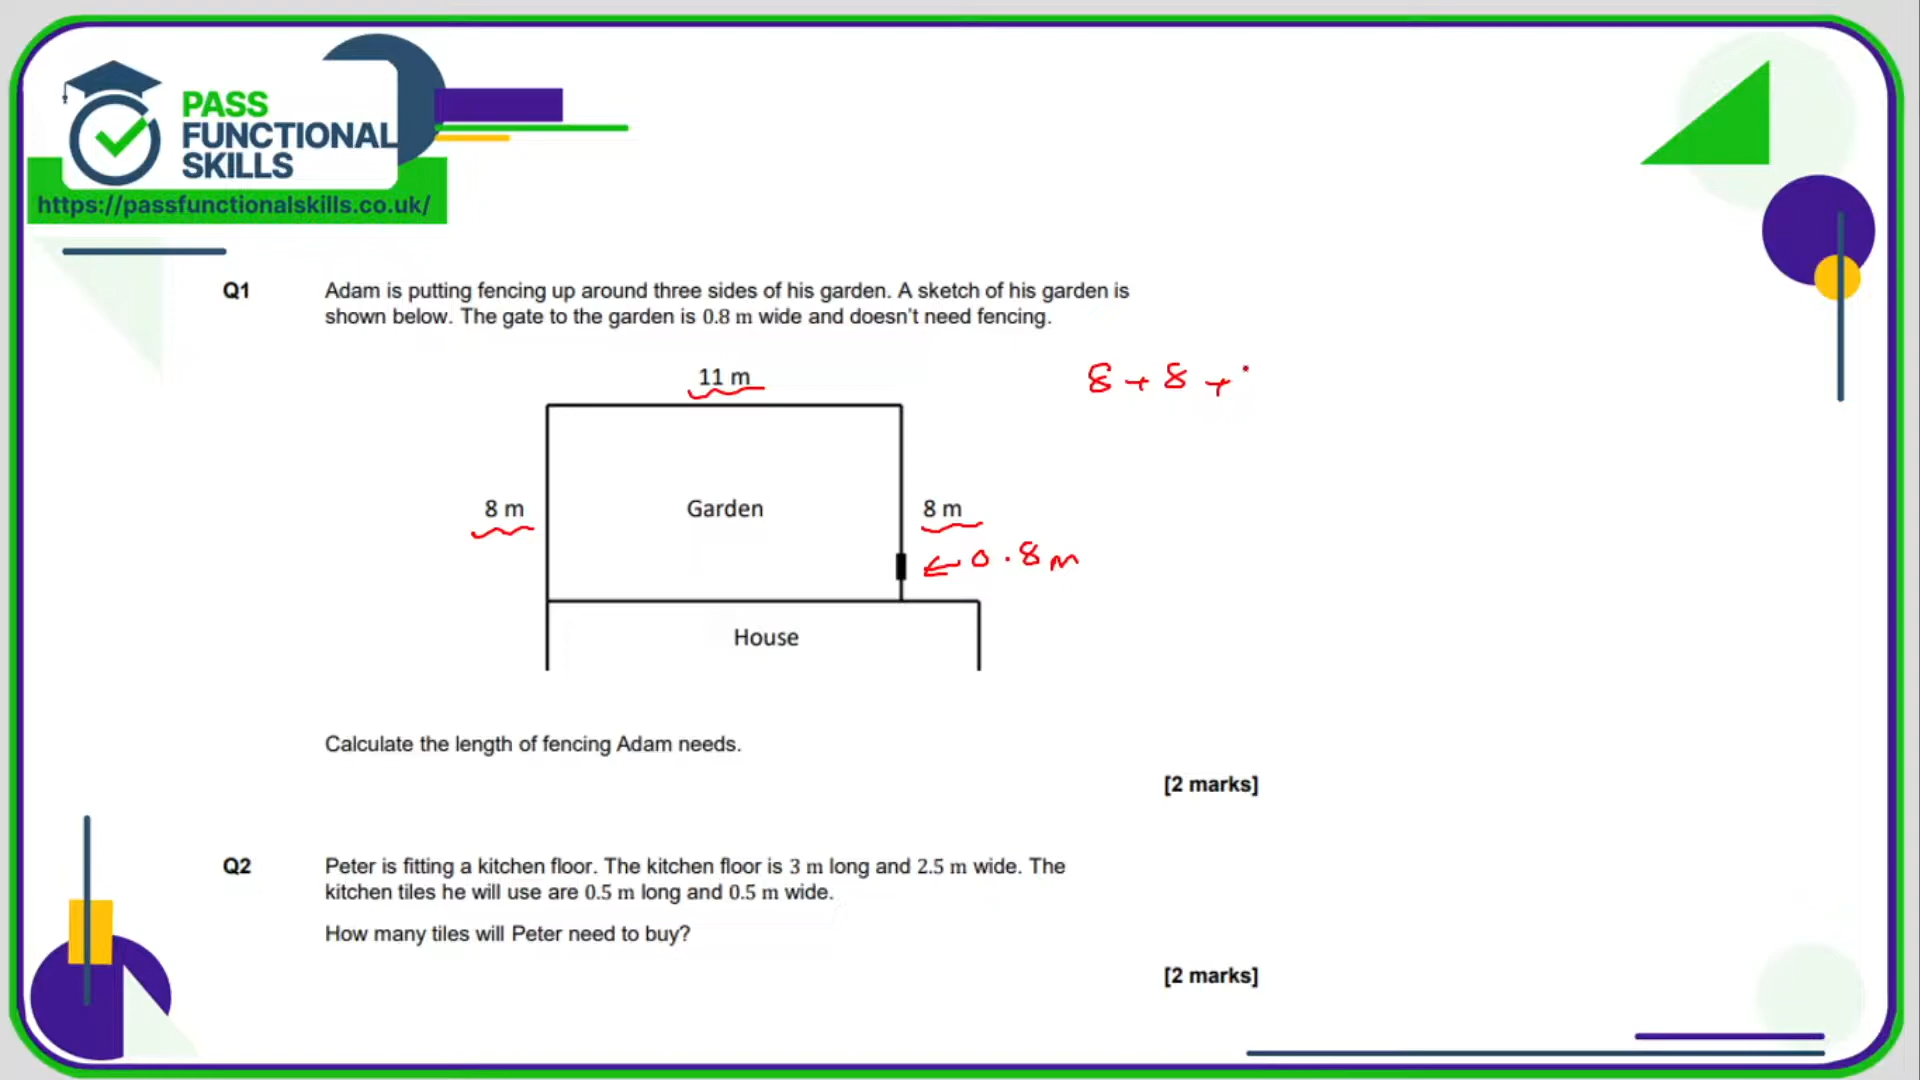 PASS
FUNCTIONAL
SKILLS
https://passfunctionalskills.co.uk/
Q1
Adam is putting fencing up around three sides of his garden. A sketch of his garden is
shown below. The gate to the garden is 0.8 m wide and doesn't need fencing.
11 m
8 + 8 +
8 m
Garden
8 m
0.8 m
House
Calculate the length of fencing Adam needs.
[2 marks]
Q2
Peter is fitting a kitchen floor. The kitchen floor is 3 m long and 2.5 m wide. The
kitchen tiles he will use are 0.5 m long and 0.5 m wide.
How many tiles will Peter need to buy?
[2 marks]